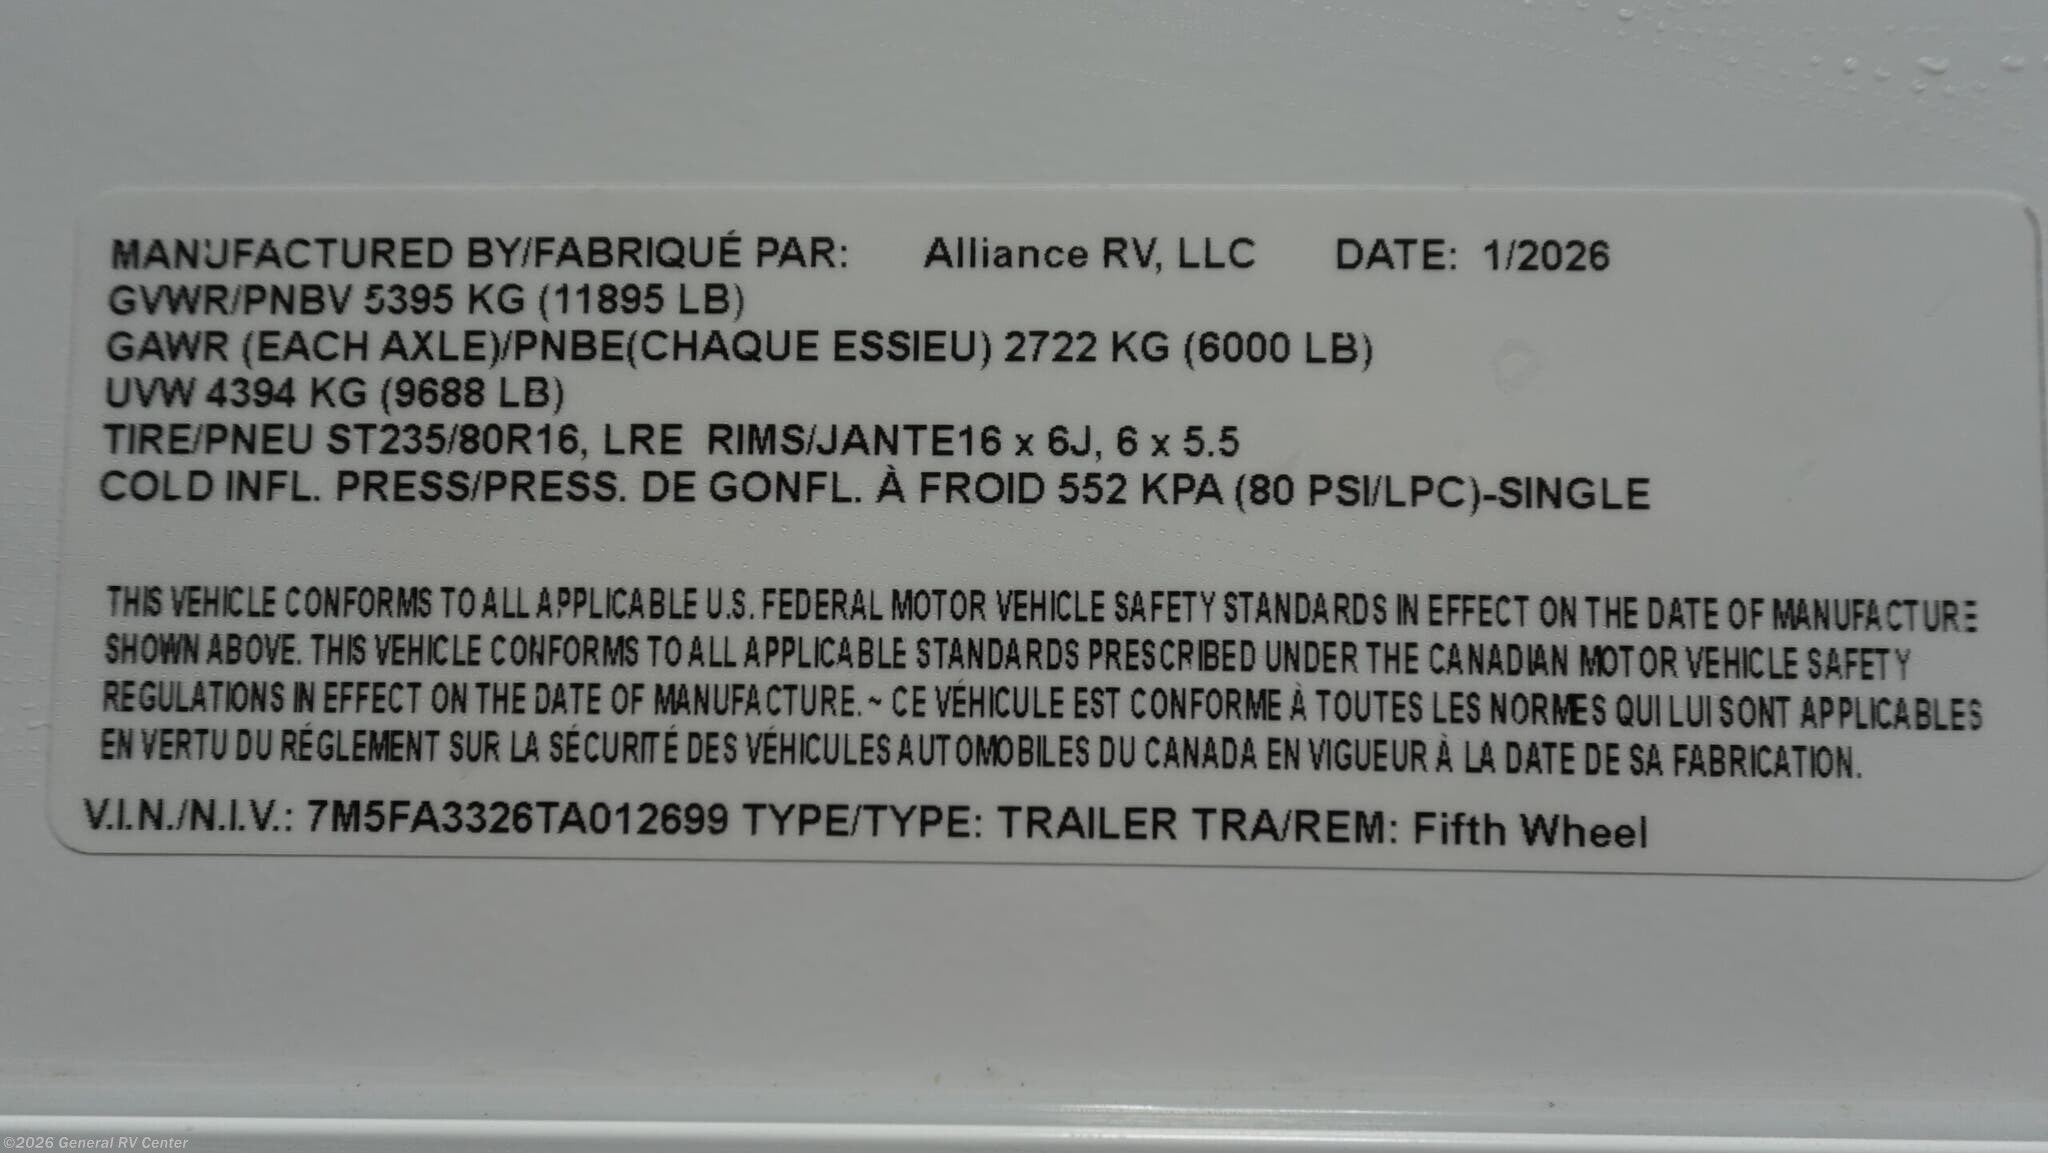 MANUFACTURED BY/FABRIQUÉ PAR: Alliance RV, LLC DATE: 1/2026
GVWR/PNBV 5395 KG (11895 LB)
GAWR (EACH AXLE)/PNBE(CHAQUE ESSIEU) 2722 KG (6000 LB)
UVW 4394 KG (9688 LB)
TIRE/PNEU ST235/80R16, LRE RIMS/JANTE16 x 6J, 6 x 5.5
COLD INFL. PRESS/PRESS. DE GONFL. À FROID 552 KPA (80 PSI/LPC)-SINGLE
THIS VEHICLE CONFORMS TO ALL APPLICABLE U.S. FEDERAL MOTOR VEHICLE SAFETY STANDARDS IN EFFECT ON THE DATE OF MANUFACTURE
SHOWN ABOVE. THIS VEHICLE CONFORMS TO ALL APPLICABLE STANDARDS PRESCRIBED UNDER THE CANADIAN MOTOR VEHICLE SAFETY
REGULATIONS IN EFFECT ON THE DATE OF MANUFACTURE. ~ CE VÉHICULE EST CONFORME À TOUTES LES NORMES QUI LUI SONT APPLICABLES
EN VERTU DU RÉGLEMENT SUR LA SÉCURITÉ DES VÉHICULES AUTOMOBILES DU CANADA EN VIGUEUR À LA DATE DE SA FABRICATION.
V.I.N./N.I.V.: 7M5FA3326TA012699 TYPE/TYPE: TRAILER TRA/REM: Fifth Wheel
©2026 General RV Center